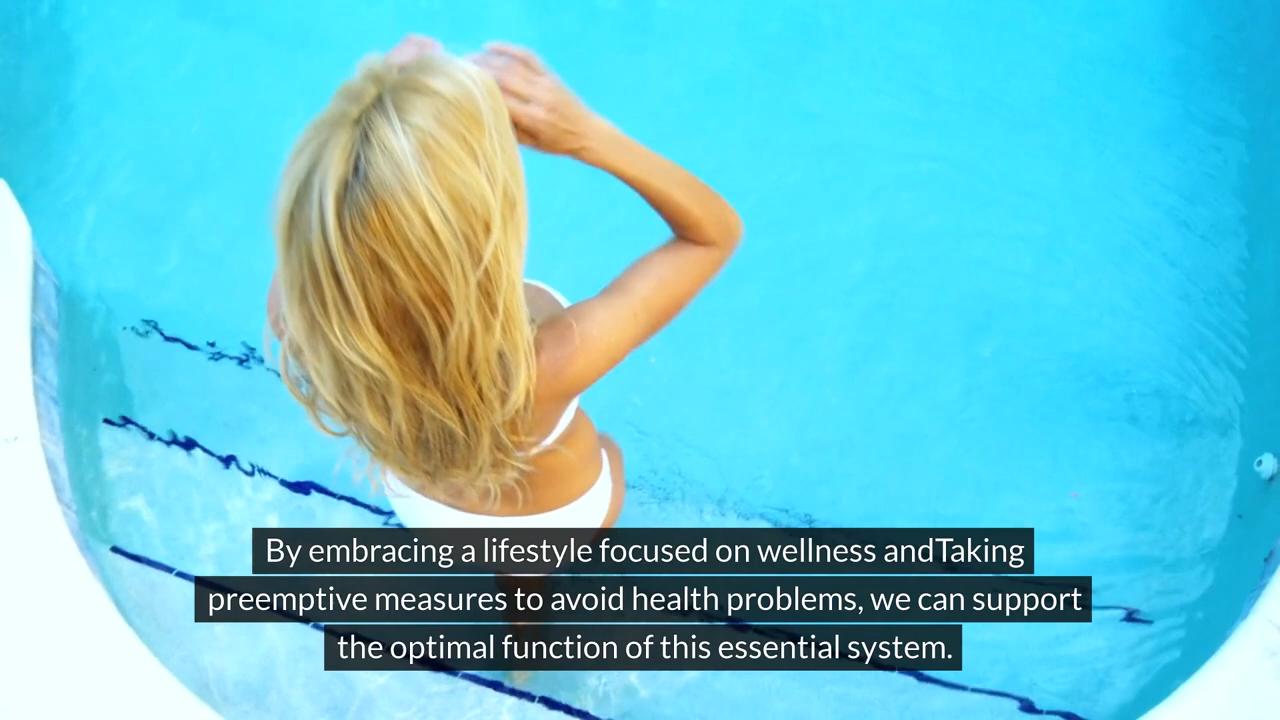 By embracing a lifestyle focused on wellness andTaking
preemptive measures to avoid health problems, we can support
the optimal function of this essential system.